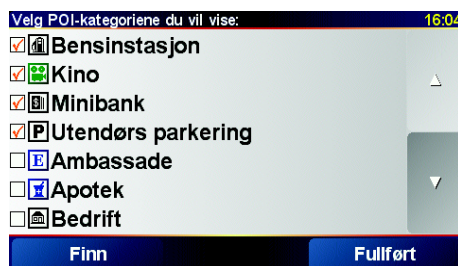 Velg POI-kategoriene du vil vise: 16:04
Bensinstasjon
Kino
Minibank
P Utendørs parkering
E Ambassade
Apotek
Bedrift
Finn Fullført